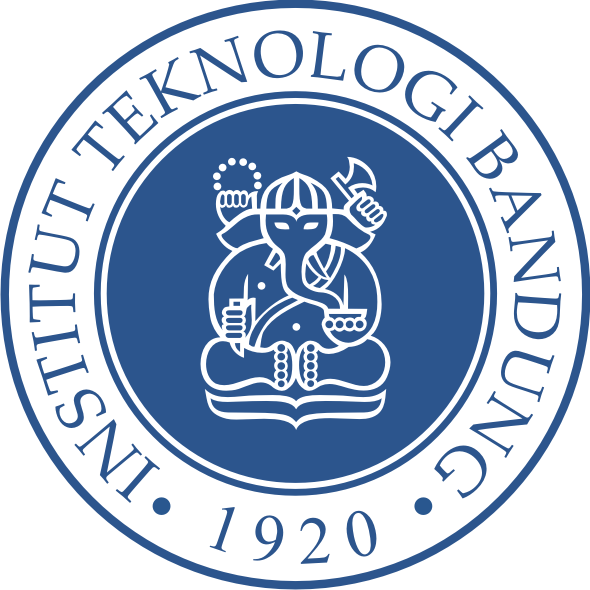 INSTITUT TEKNOLOGI BANDUNG
• 1920 •